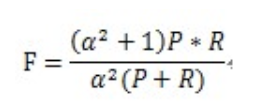 F = (α² + 1)P * R / α²(P + R)